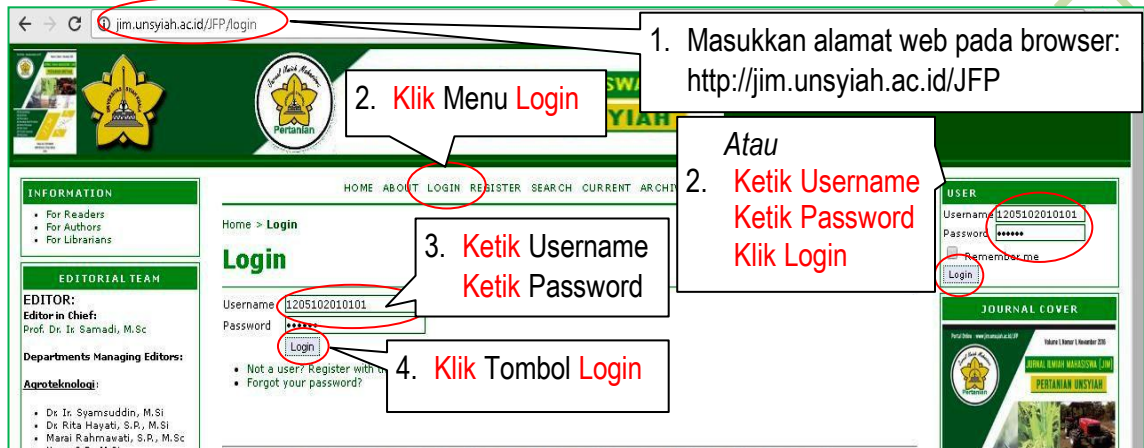 jim.unsyiah.ac.id/JFP/login
1. Masukkan alamat web pada browser:
http://jim.unsyiah.ac.id/JFP
2. Klik Menu Login
Pertanian
YIAH
Atau
2. Ketik Username
Ketik Password
Klik Login
HOME ABOUT LOGIN REGISTER SEARCH CURRENT ARCHIV
INFORMATION
• For Readers
• For Authors
• For Librarians
EDITORIAL TEAM
EDITOR:
Editor in Chief:
Prof. Dr. Ir. Samadi, M.Sc
Departments Managing Editors:
Agroteknologi:
• Dr. Ir. Syamsuddin, M.Si
• Dr. Rita Hayati, S.P., M.Si
• Marai Rahmawati, S.P., M.Sc
Home > Login
Login
3. Ketik Username
Ketik Password
Username 1205102010101
Password ••••••
Login
• Not a user? Register with
• Forgot your password?
4. Klik Tombol Login
USER
Username 1205102010101
Password ••••••
Remember me
Login
JOURNAL COVER
JURNAL ILMIAH MAHASISWA (JIM)
PERTANIAN UNSYIAH
Pertanian